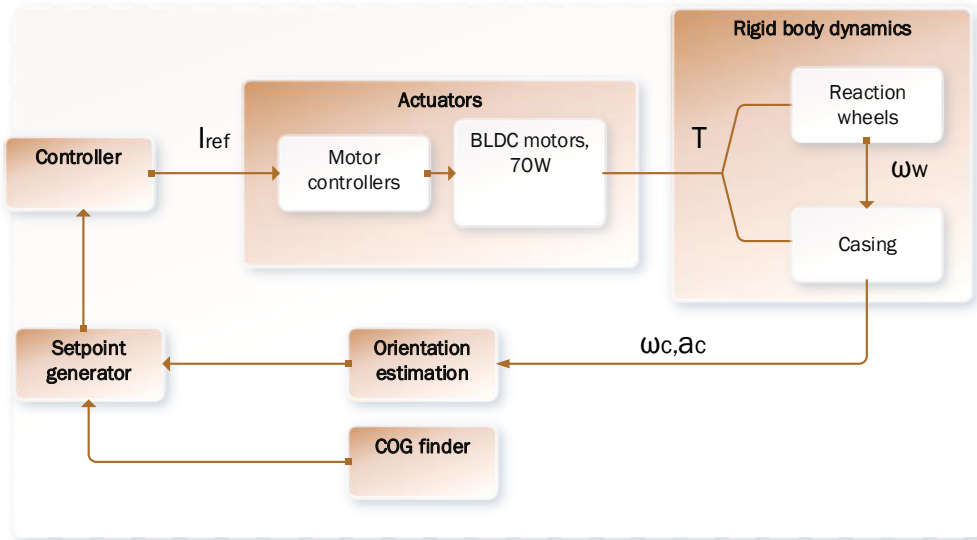 Rigid body dynamics
Reaction
wheels
Actuators
BLDC motors,
70W
Iref
T
Controller
Motor
controllers
ωw
Casing
Setpoint
generator
Orientation
estimation
ωc,ac
COG finder